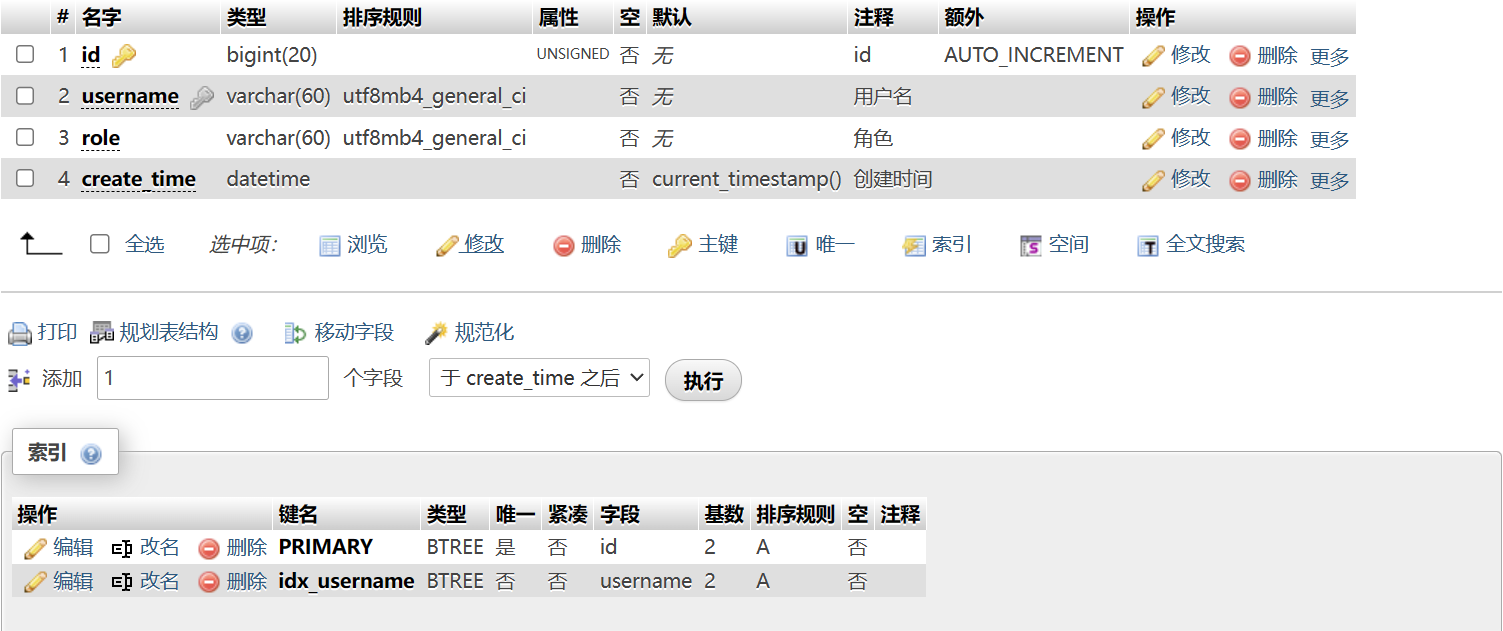 # 名字 类型 排序规则 属性 空 默认 注释 额外 操作
1 id bigint(20) UNSIGNED 否 无 id AUTO_INCREMENT 修改 删除 更多
2 username varchar(60) utf8mb4_general_ci 否 无 用户名 修改 删除 更多
3 role varchar(60) utf8mb4_general_ci 否 无 角色 修改 删除 更多
4 create_time datetime 否 current_timestamp() 创建时间 修改 删除 更多
全选 选中项: 浏览 修改 删除 主键 U 唯一 索引 S 空间 T 全文搜索
打印 规划表结构 移动字段 规范化
添加 1 个字段 于 create_time 之后 执行
索引
操作 键名 类型 唯一 紧凑 字段 基数 排序规则 空 注释
编辑 改名 删除 PRIMARY BTREE 是 否 id 2 A 否
编辑 改名 删除 idx_username BTREE 否 否 username 2 A 否